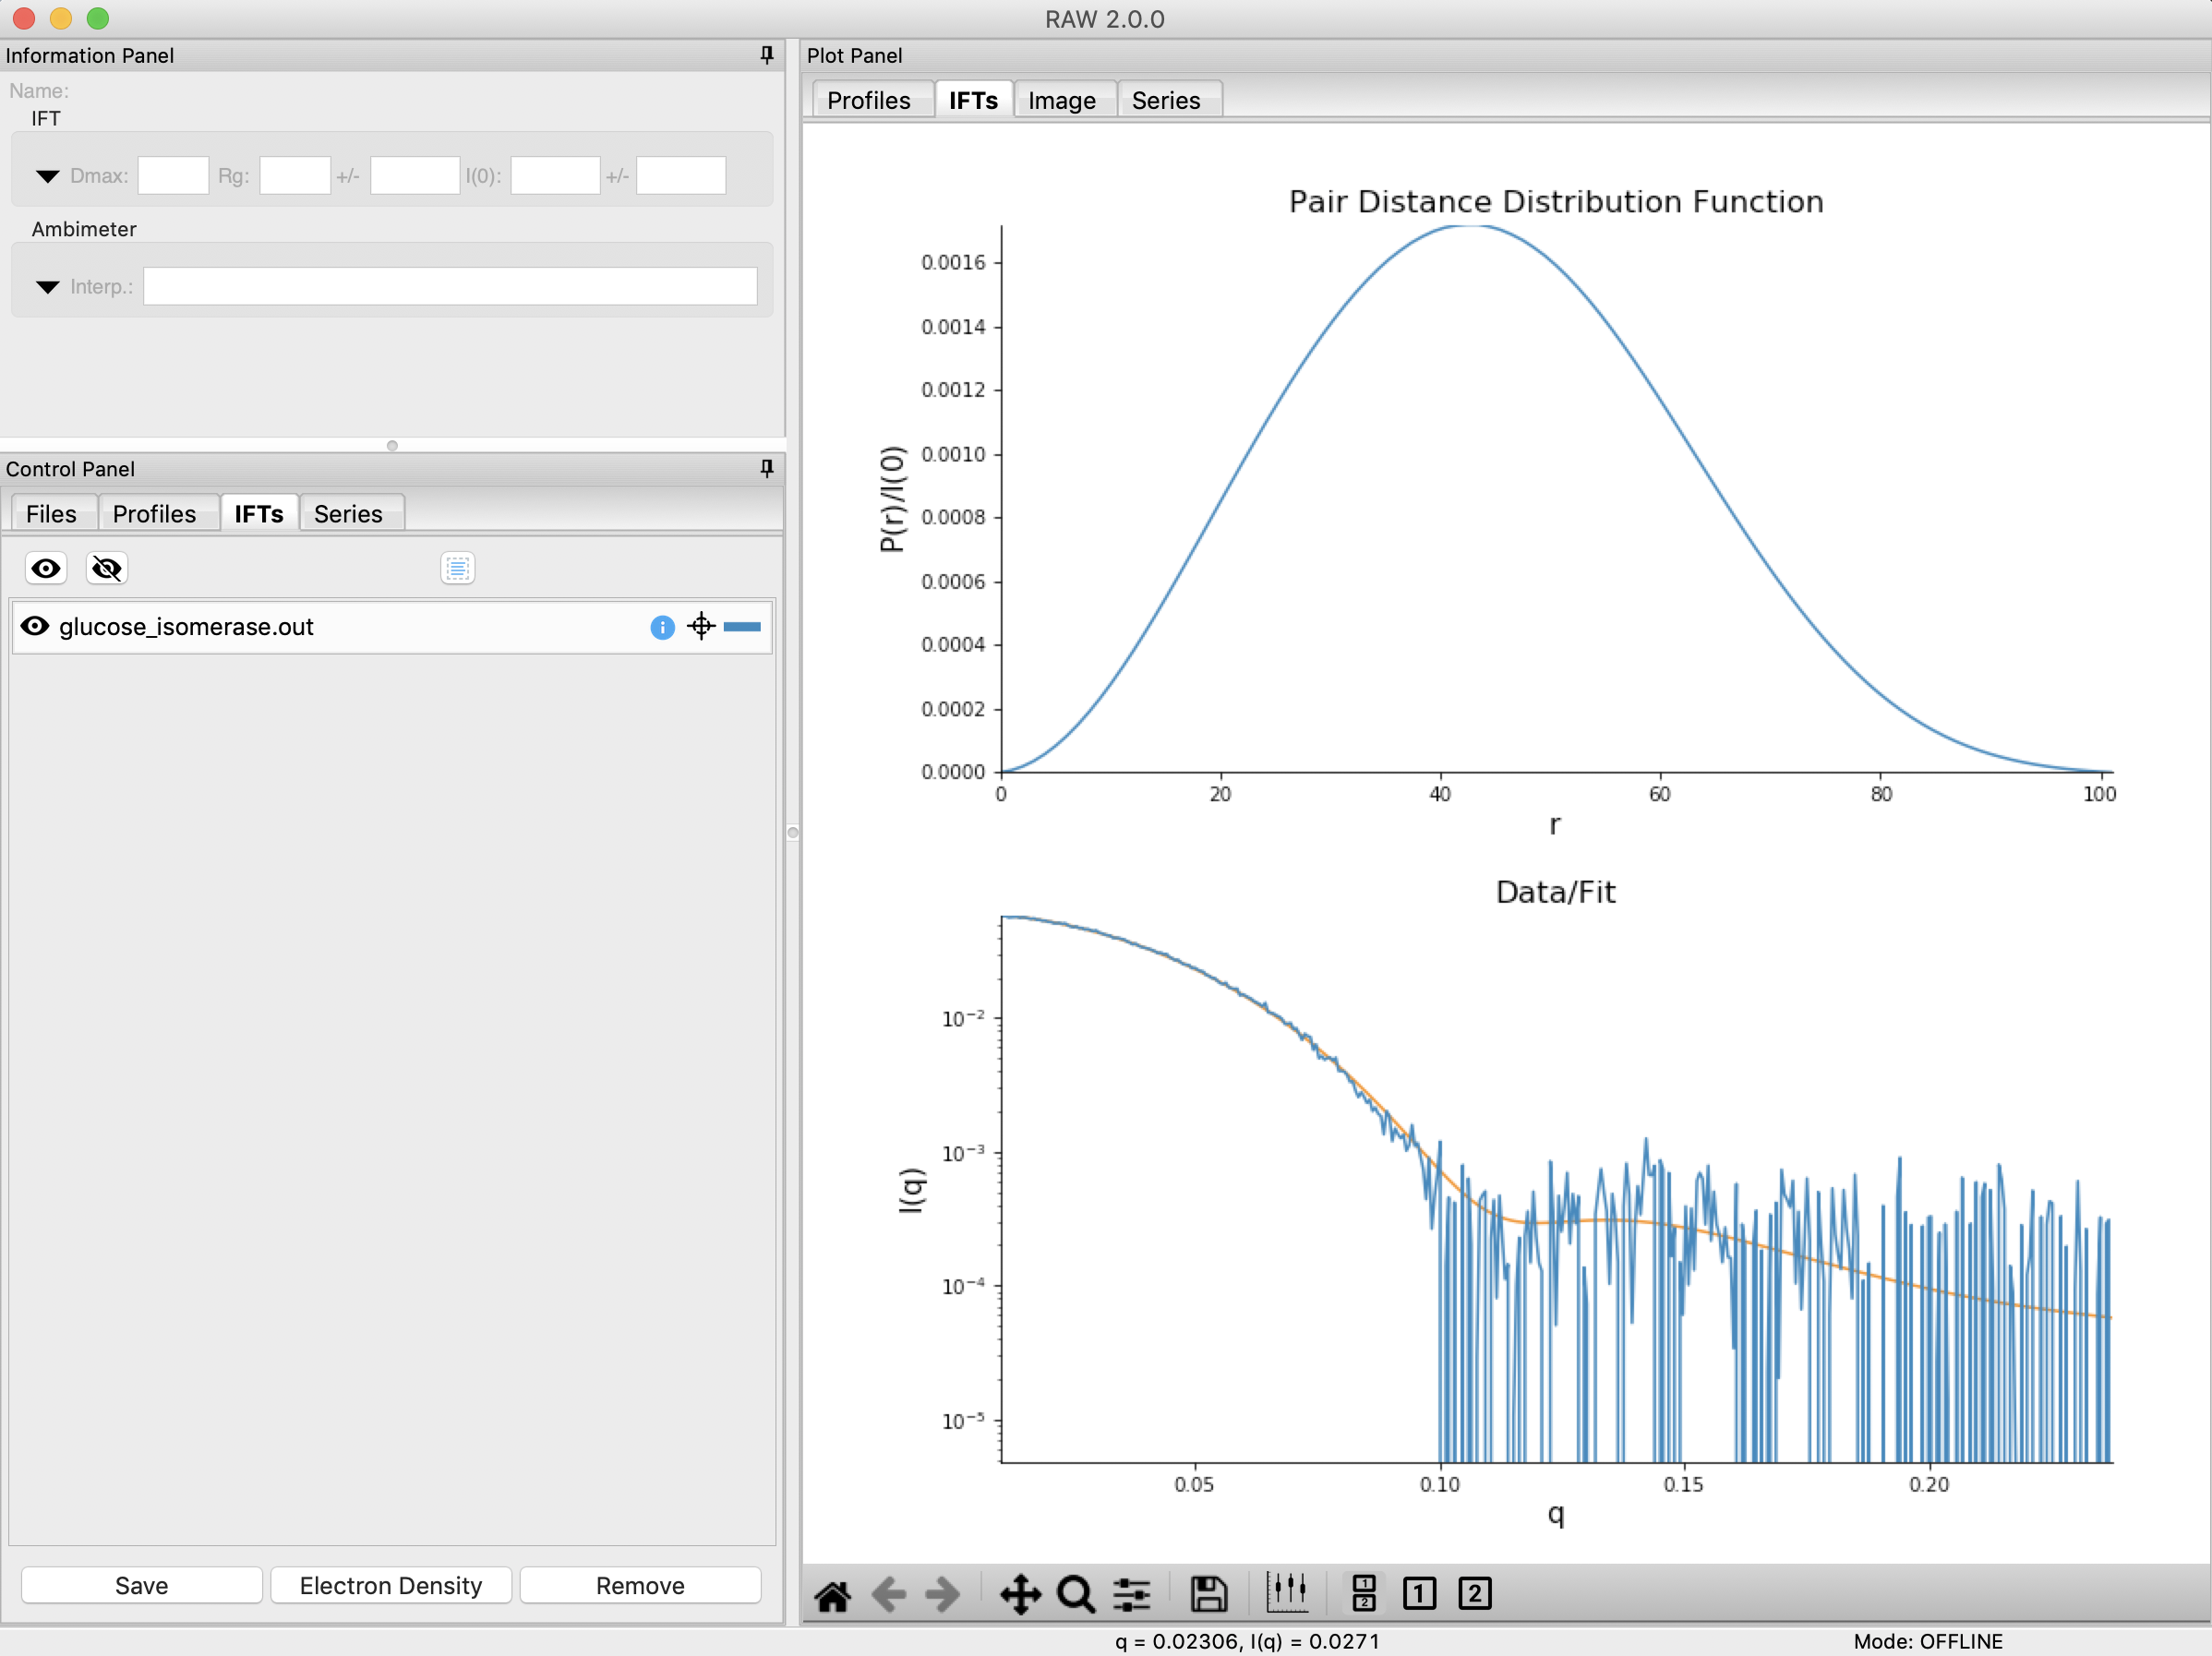 RAW 2.0.0
Information Panel
Name:
IFT
Dmax: Rg: +/- I(0): +/-
Ambimeter
Interp.:
Control Panel
Files Profiles IFTs Series
glucose_isomerase.out
Save Electron Density Remove
Plot Panel
Profiles IFTs Image Series
Pair Distance Distribution Function
P(r)/I(0)
0.0016
0.0014
0.0012
0.0010
0.0008
0.0006
0.0004
0.0002
0.0000
0 20 40 60 80 100
r
Data/Fit
I(q)
10⁻²
10⁻³
10⁻⁴
10⁻⁵
0.05 0.10 0.15 0.20
q
1 2 1 2
q = 0.02306, I(q) = 0.0271
Mode: OFFLINE